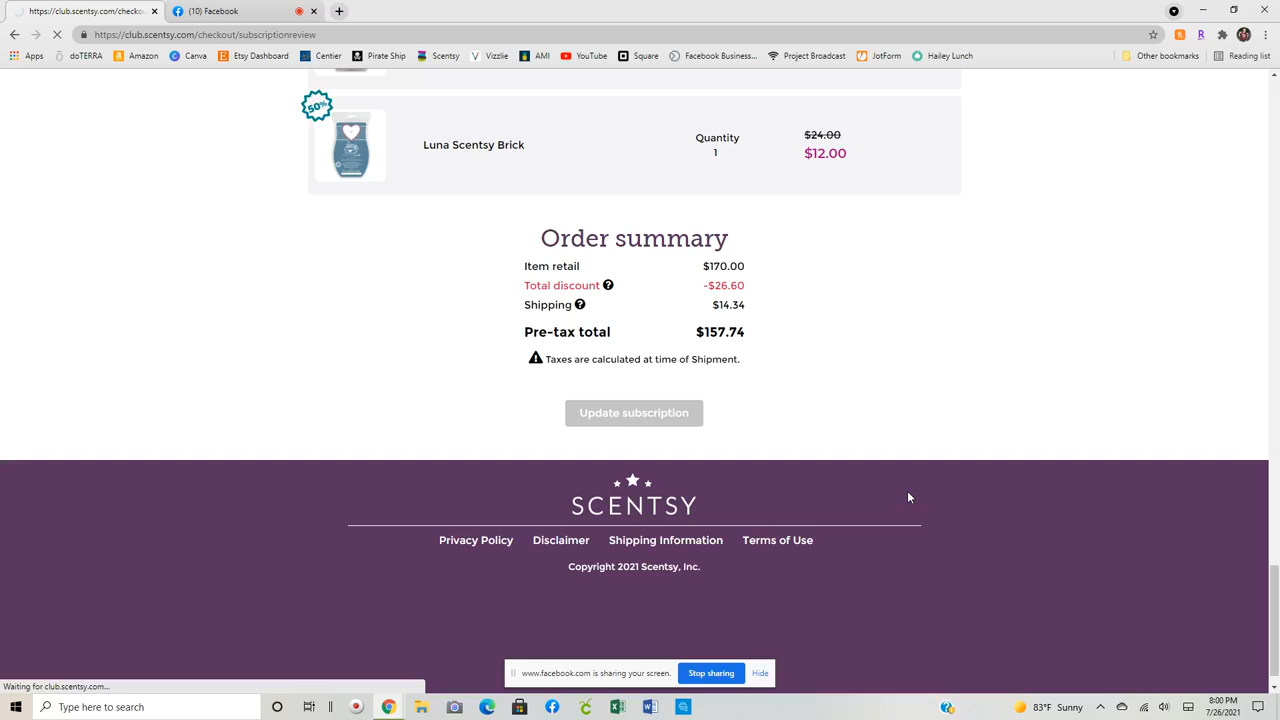 https://club.scentsy.com/checko
(10) Facebook
https://club.scentsy.com/checkout/subscriptionreview
Apps
doTERRA
Amazon
Canva
Etsy Dashboard
Centier
Pirate Ship
Scentsy
Vizzlie
AMI
YouTube
Square
Facebook Business...
Project Broadcast
JotForm
Hailey Lunch
Other bookmarks
Reading list
50%
Luna Scentsy Brick
Quantity
1
$24.00
$12.00
Order summary
Item retail $170.00
Total discount -$26.60
Shipping $14.34
Pre-tax total $157.74
Taxes are calculated at time of Shipment.
Update subscription
SCENTSY
Privacy Policy Disclaimer Shipping Information Terms of Use
Copyright 2021 Scentsy, Inc.
www.facebook.com is sharing your screen. Stop sharing Hide
Waiting for club.scentsy.com...
Type here to search
83°F Sunny
8:00 PM
7/26/2021